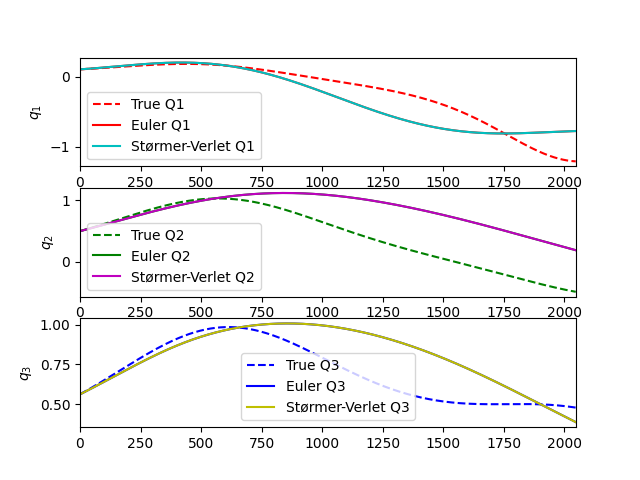 0
−1
q1
True Q1
Euler Q1
Størmer-Verlet Q1
0 250 500 750 1000 1250 1500 1750 2000
1
0
q2
True Q2
Euler Q2
Størmer-Verlet Q2
0 250 500 750 1000 1250 1500 1750 2000
1.00
0.75
0.50
q3
True Q3
Euler Q3
Størmer-Verlet Q3
0 250 500 750 1000 1250 1500 1750 2000